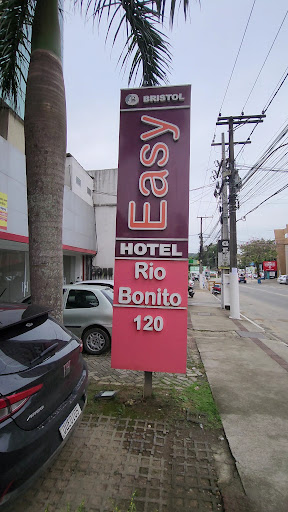 BRISTOL
Easy
HOTEL
Rio
Bonito
120